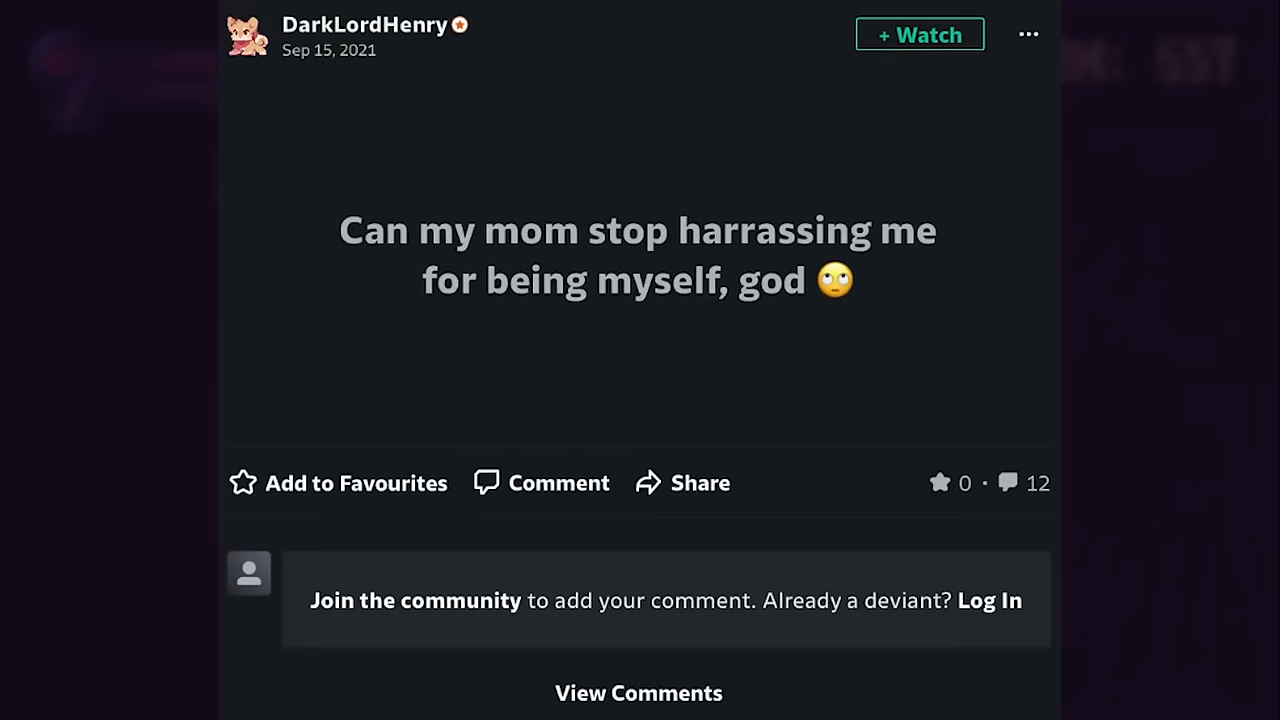 DarkLordHenry
Sep 15, 2021
+ Watch
Can my mom stop harrassing me
for being myself, god 🙄
Add to Favourites Comment Share 0 • 12
Join the community to add your comment. Already a deviant? Log In
View Comments